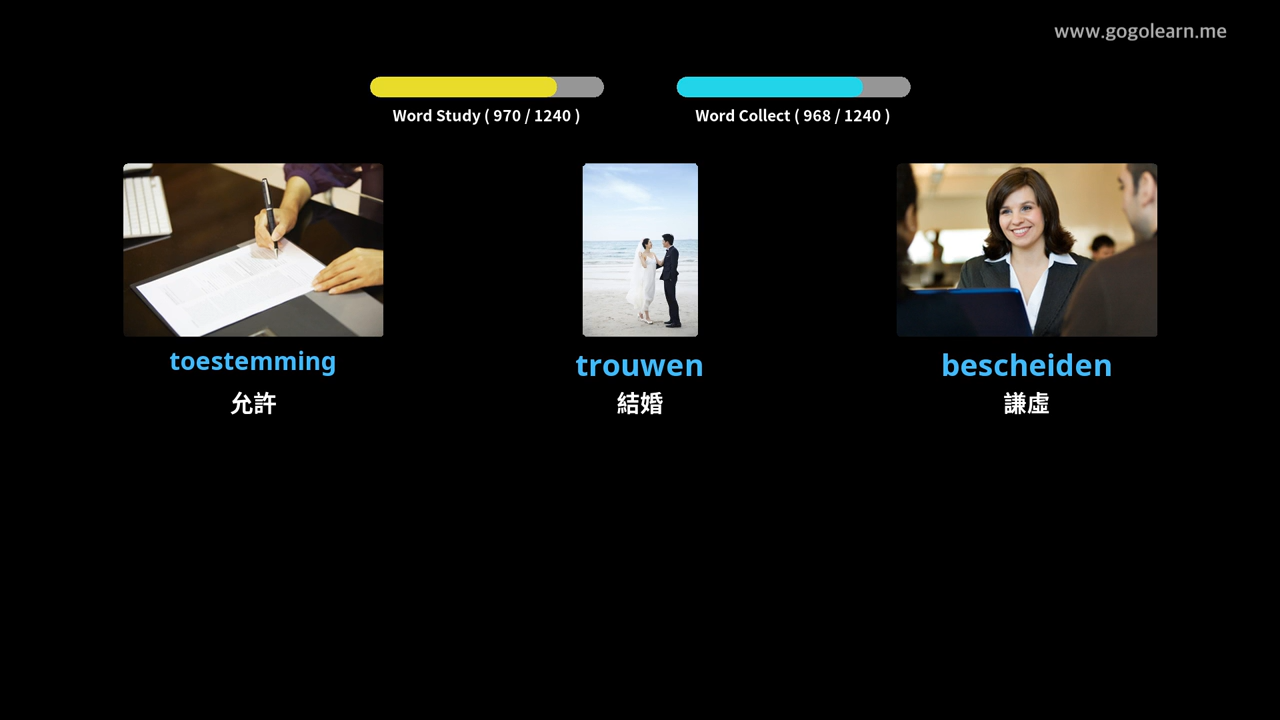 www.gogolearn.me
Word Study ( 970 / 1240 )
Word Collect ( 968 / 1240 )
toestemming
trouwen
bescheiden
允許
結婚
謙虛